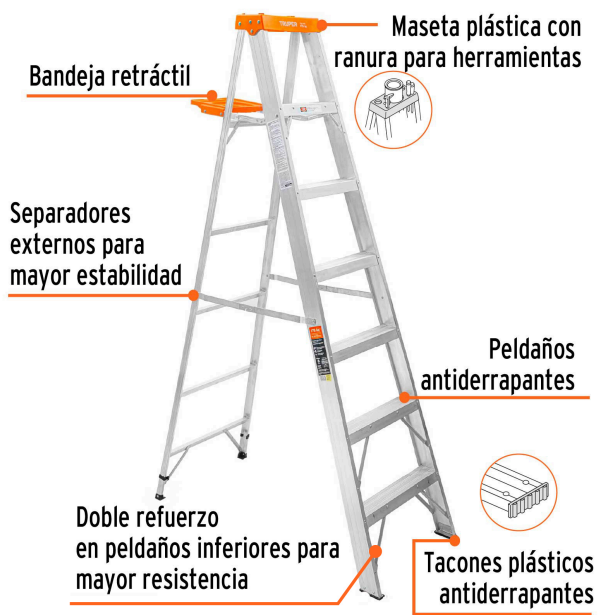 TRUPER
Maseta plástica con
ranura para herramientas
Bandeja retráctil
Separadores
externos para
mayor estabilidad
Peldaños
antiderrapantes
Doble refuerzo
en peldaños inferiores para
mayor resistencia
Tacones plásticos
antiderrapantes